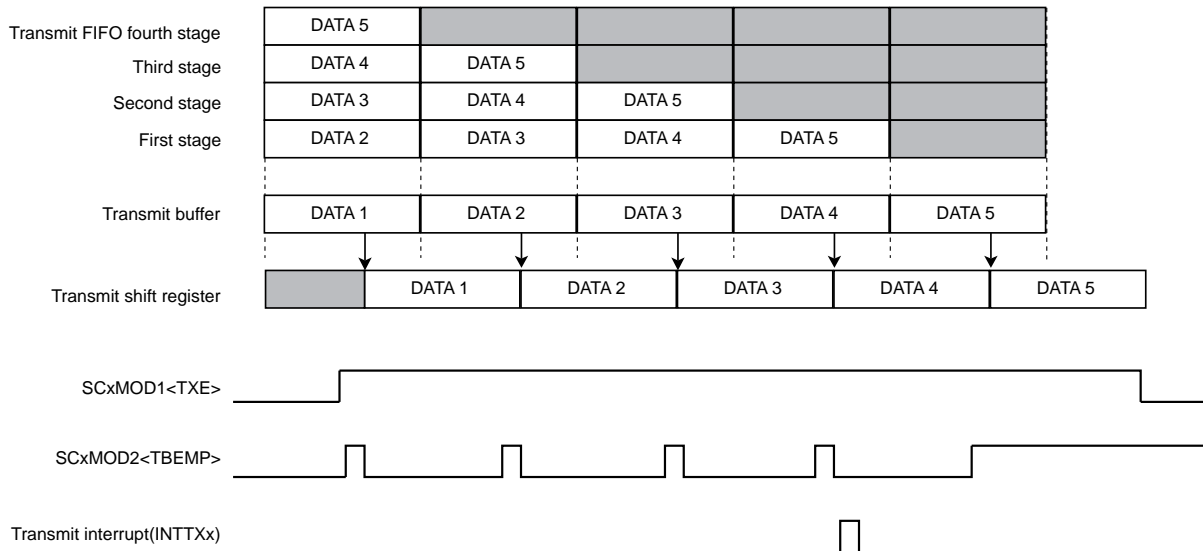 Transmit FIFO fourth stage DATA 5
Third stage DATA 4 DATA 5
Second stage DATA 3 DATA 4 DATA 5
First stage DATA 2 DATA 3 DATA 4 DATA 5
Transmit buffer DATA 1 DATA 2 DATA 3 DATA 4 DATA 5
Transmit shift register DATA 1 DATA 2 DATA 3 DATA 4 DATA 5
SCxMOD1<TXE>
SCxMOD2<TBEMP>
Transmit interrupt(INTTXx)